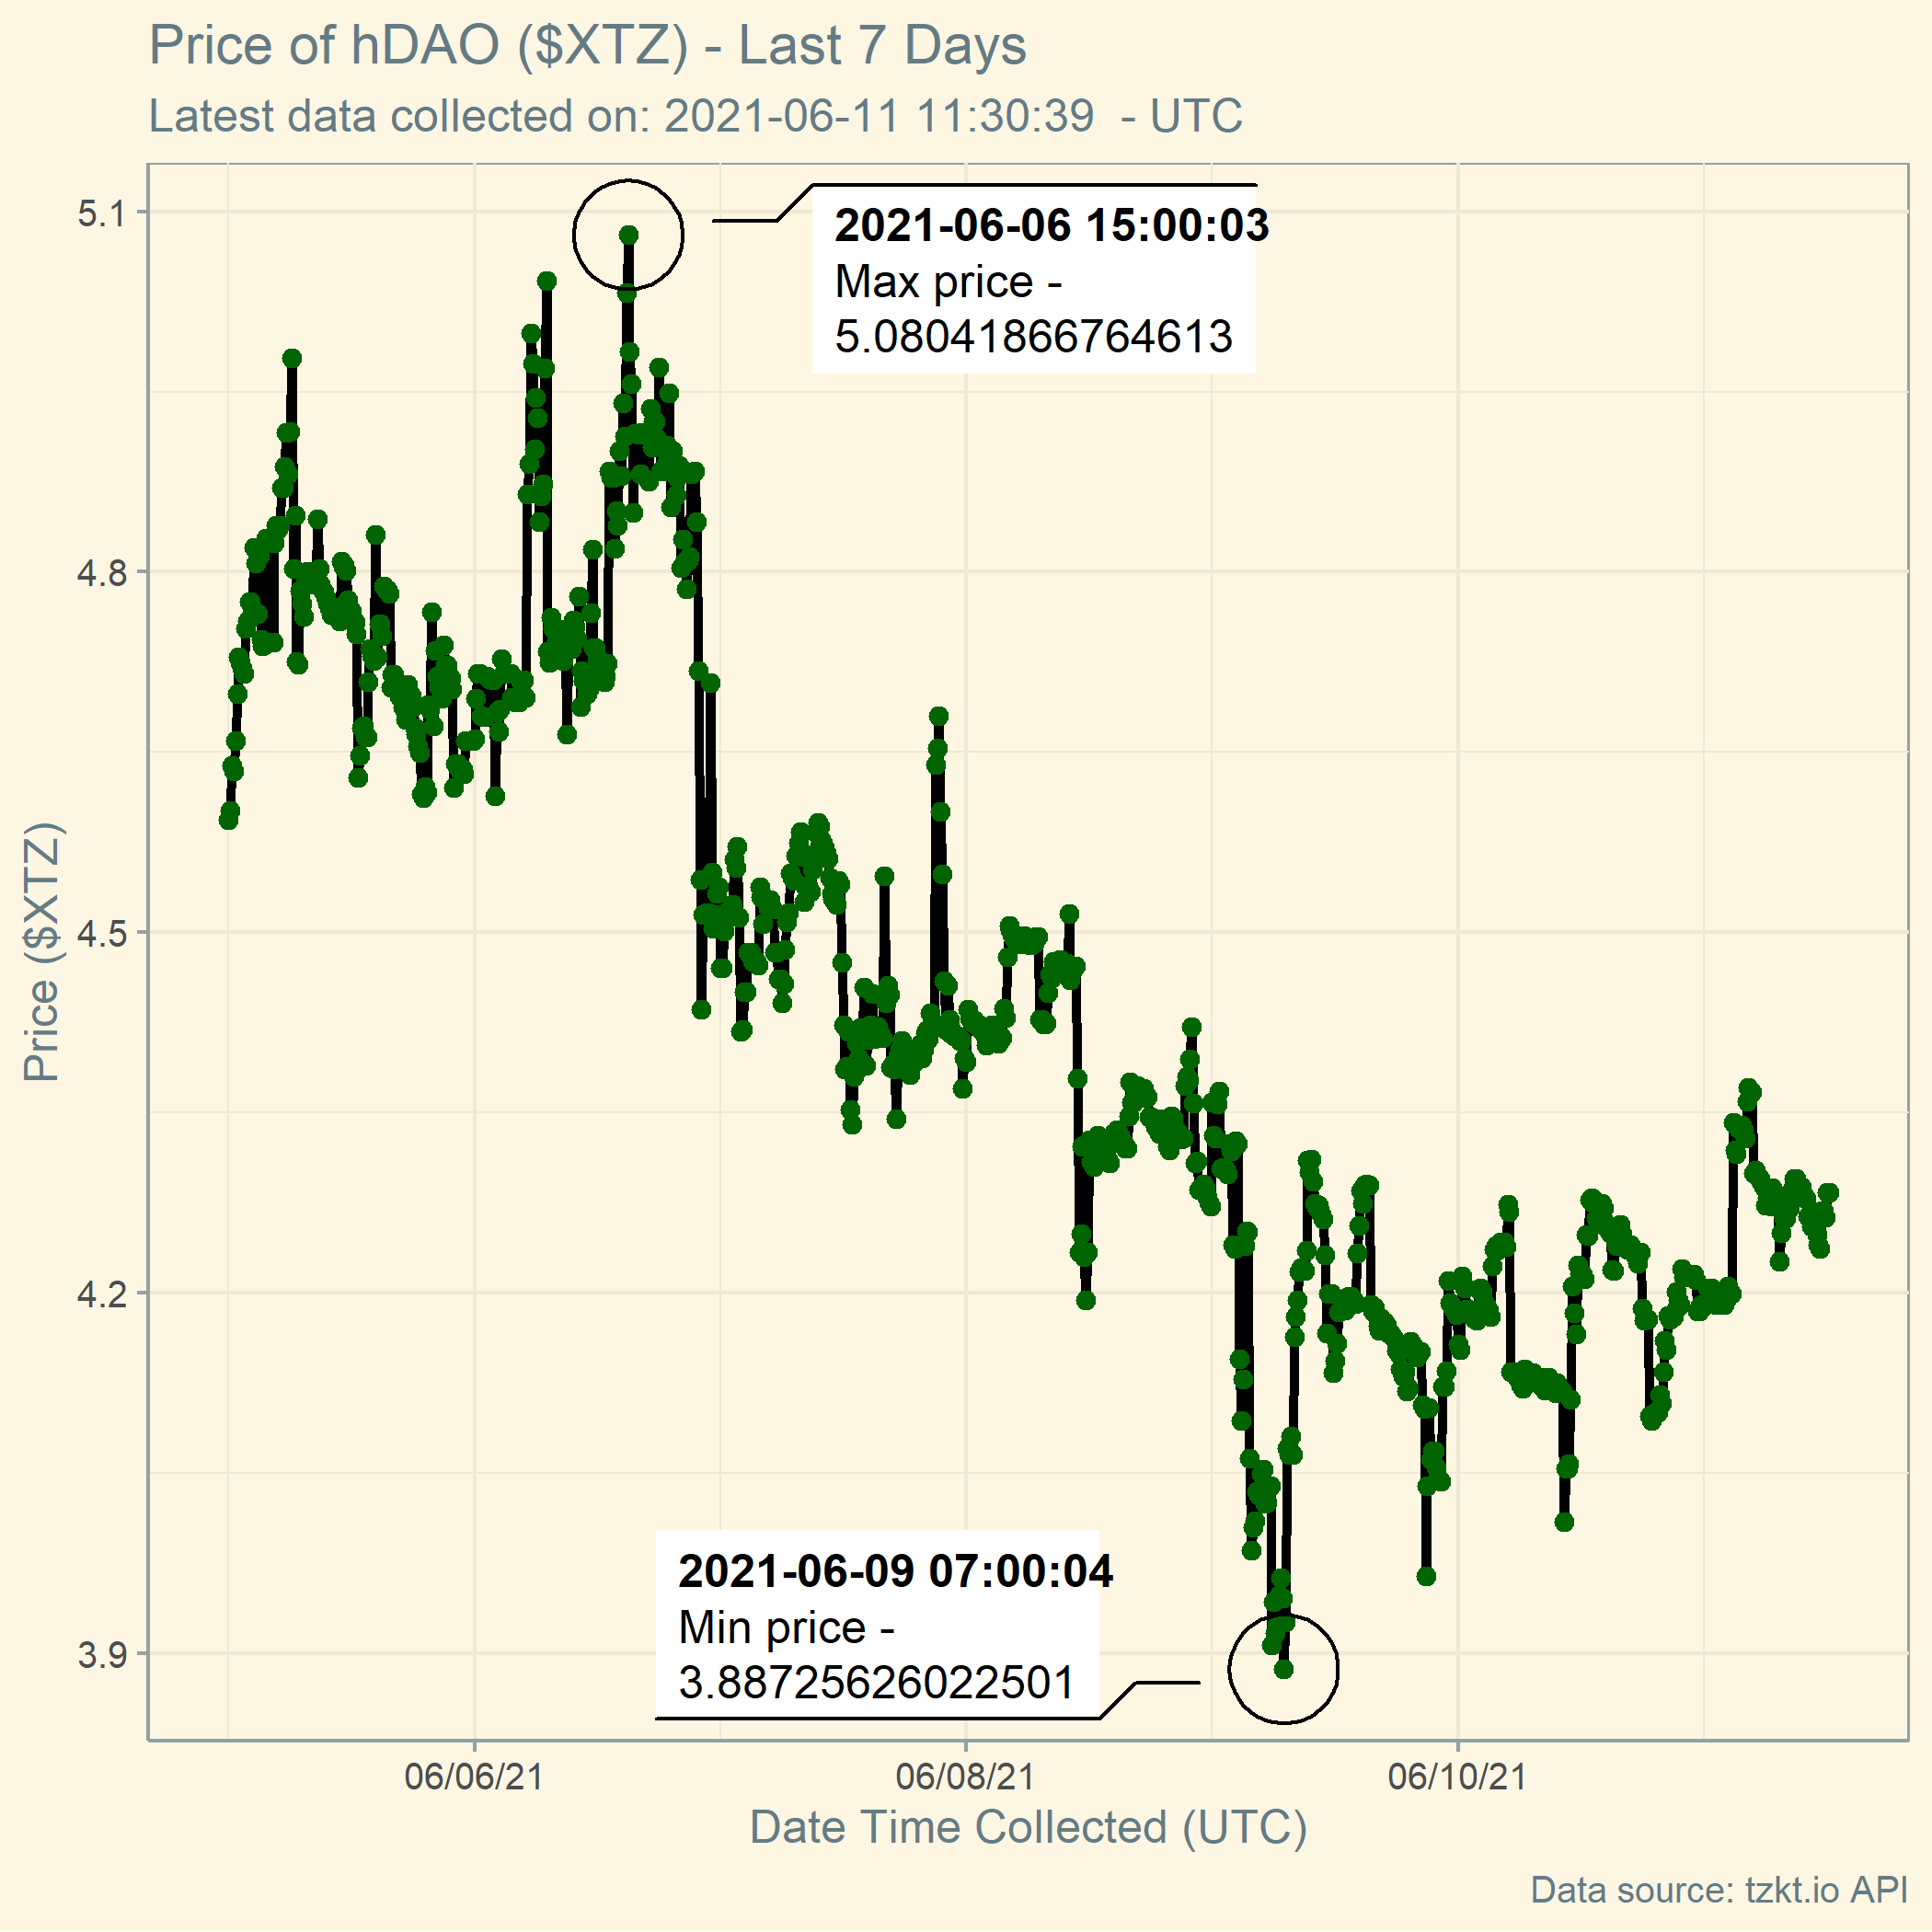 Price of hDAO ($XTZ) - Last 7 Days
Latest data collected on: 2021-06-11 11:30:39  - UTC
5.1
4.8
4.5
4.2
3.9
Price ($XTZ)
2021-06-06 15:00:03
Max price -
5.08041866764613
2021-06-09 07:00:04
Min price -
3.88725626022501
06/06/21
06/08/21
06/10/21
Date Time Collected (UTC)
Data source: tzkt.io API